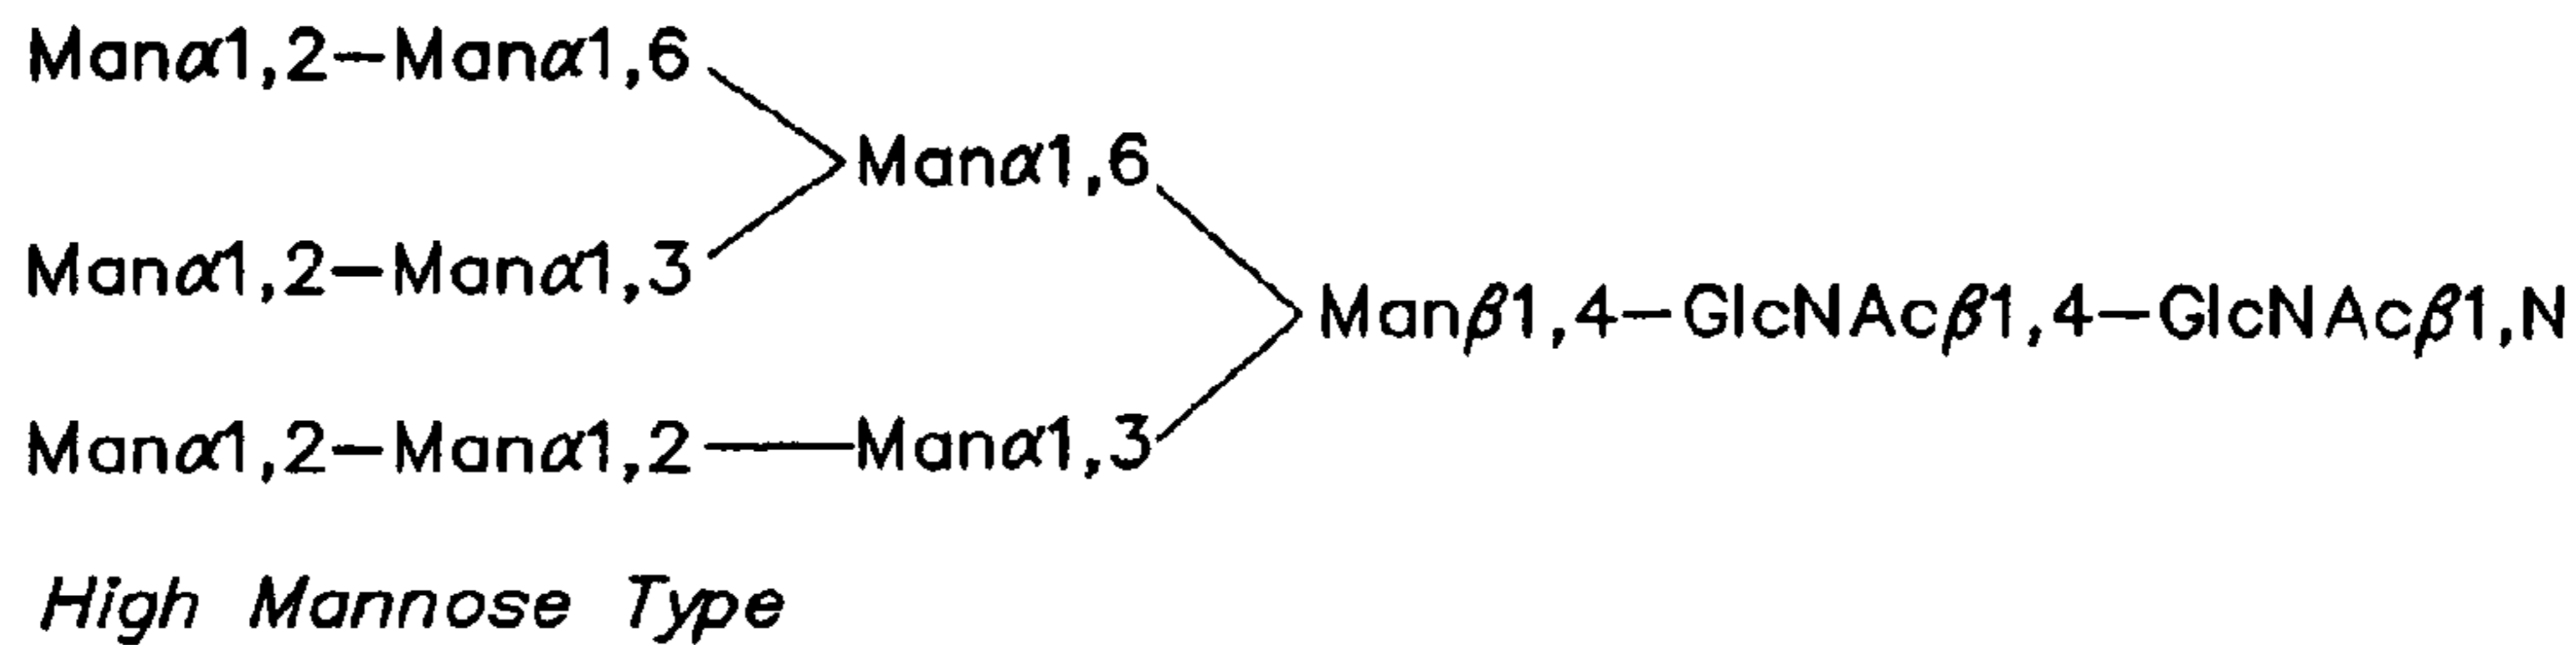 Manα1,2–Manα1,6
Manα1,6
Manα1,2–Manα1,3
Manβ1,4–GlcNAcβ1,4–GlcNAcβ1,N
Manα1,2–Manα1,2—Manα1,3
High Mannose Type